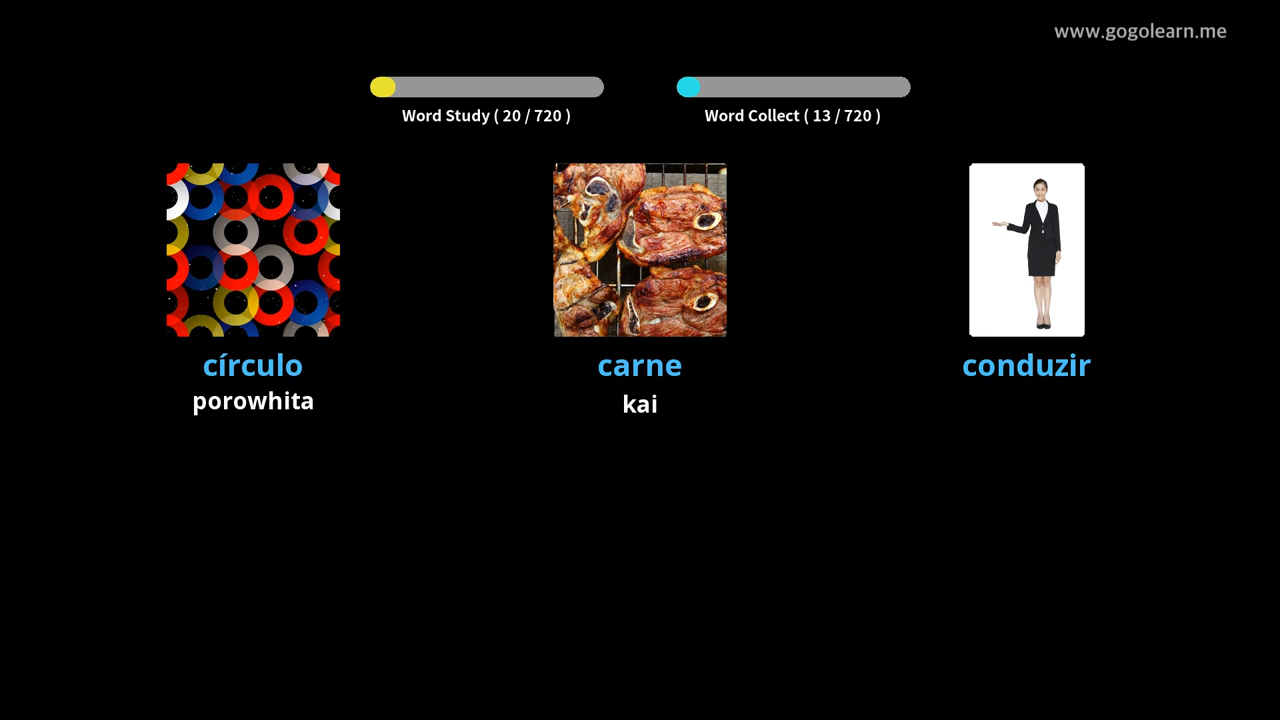 www.gogolearn.me
Word Study ( 20 / 720 )
Word Collect ( 13 / 720 )
círculo
porowhita
carne
kai
conduzir